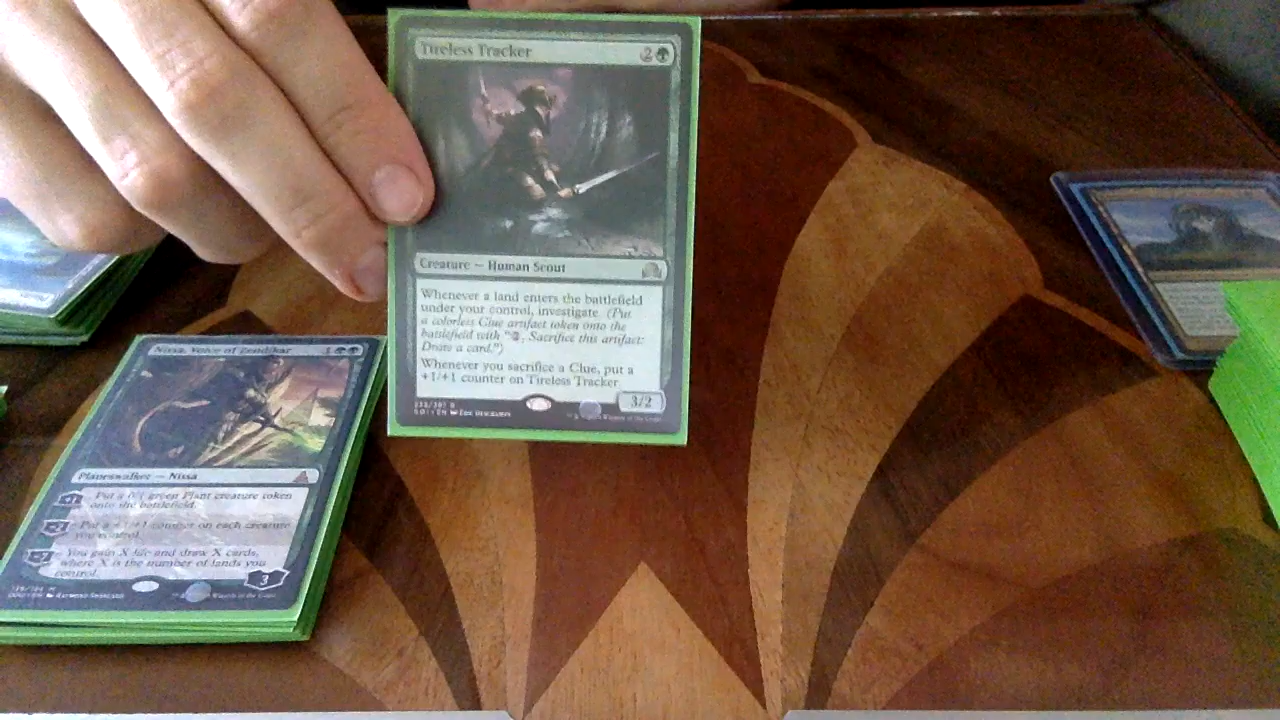 Tireless Tracker 2
Creature — Human Scout
Whenever a land enters the battlefield
under your control, investigate. (Put
a colorless Clue artifact token onto the
battlefield with "2, Sacrifice this artifact:
Draw a card.")
Whenever you sacrifice a Clue, put a
+1/+1 counter on Tireless Tracker.
3/2
Nissa, Voice of Zendikar 1
Planeswalker — Nissa
+1 : Put a 0/1 green Plant creature token
onto the battlefield.
-2 : Put a +1/+1 counter on each creature
you control.
-7 : You gain X life and draw X cards,
where X is the number of lands you
control.
3